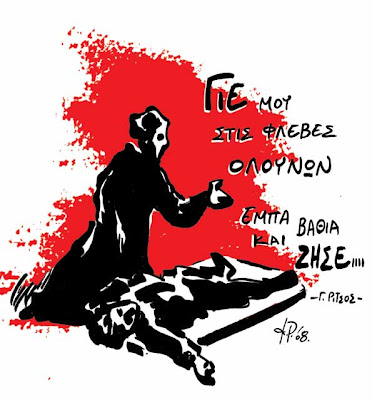 ΓΙΕ ΜΟΥ
ΣΤΙΣ ΦΛΕΒΕΣ
ΟΛΟΥΝΩΝ
ΕΜΠΑ ΒΑΘΙΑ
ΚΑΙ ΖΗΣΕ....
-Γ. ΡΙΤΣΟΣ-